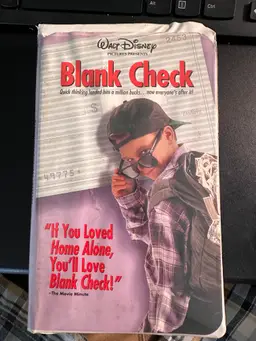 Walt Disney
PICTURES PRESENTS
Blank Check
Quick thinking landed him a million bucks... now everyone's after it!
$
"If You Loved
Home Alone,
You'll Love
Blank Check!"
-The Movie Minute